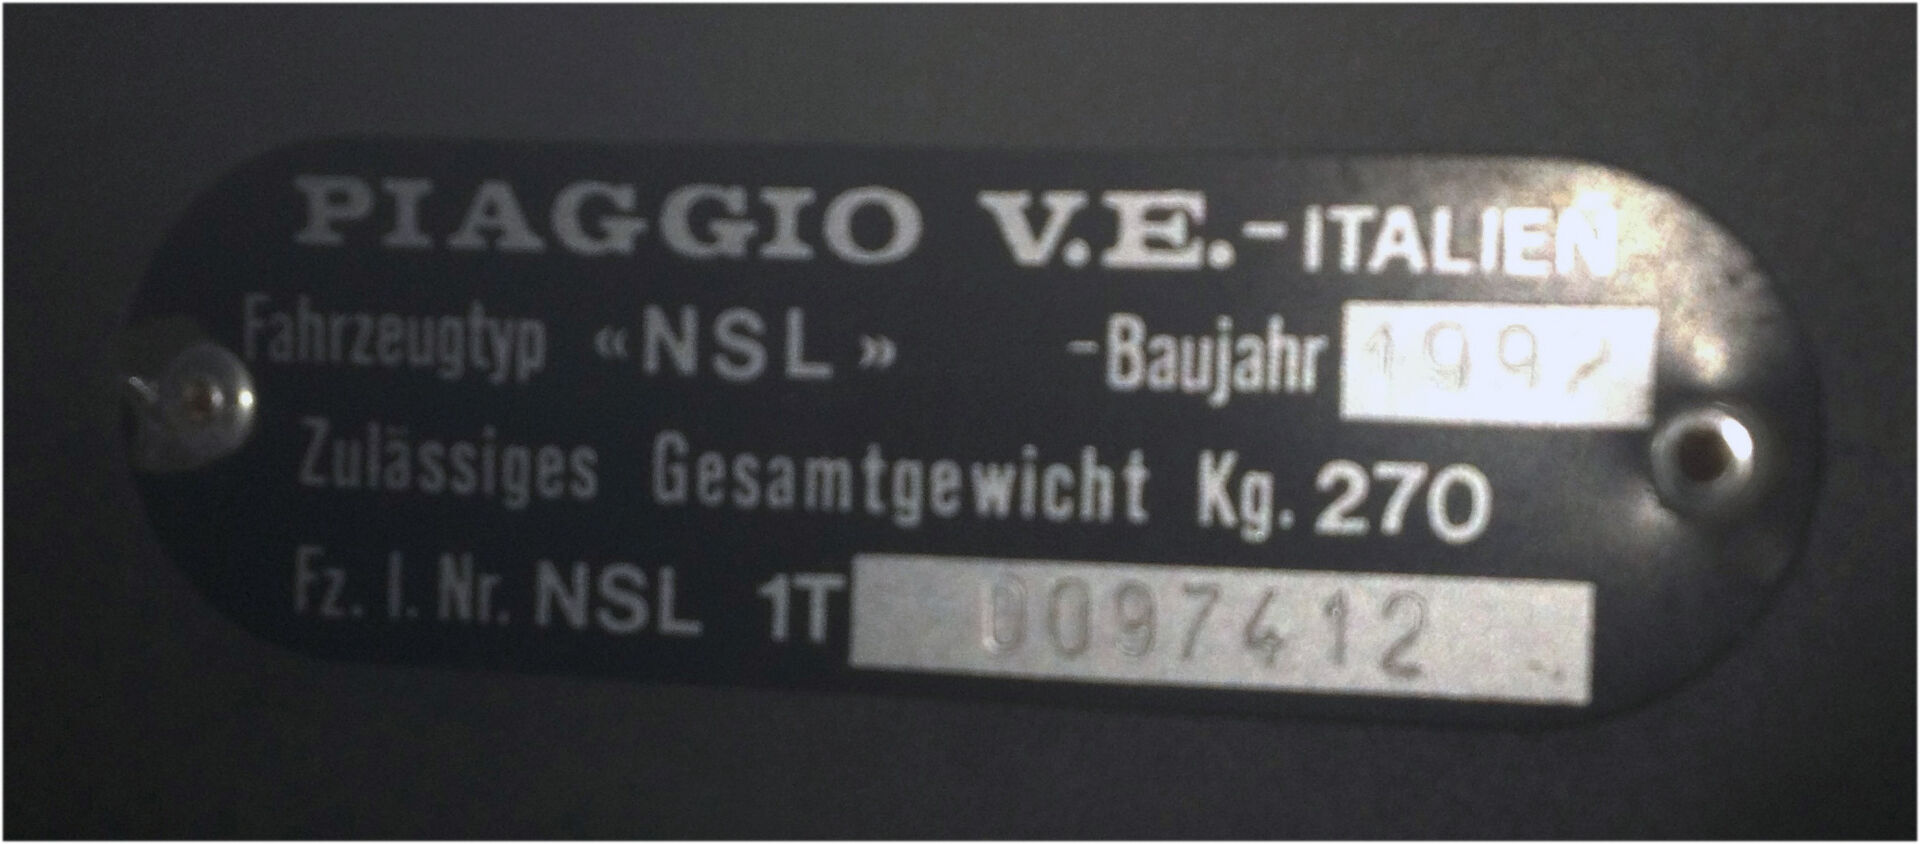 PIAGGIO V.E.-ITALIEN
Fahrzeugtyp «NSL» -Baujahr
Zulässiges Gesamtgewicht Kg. 270
Fz. I. Nr. NSL 1T 0097412